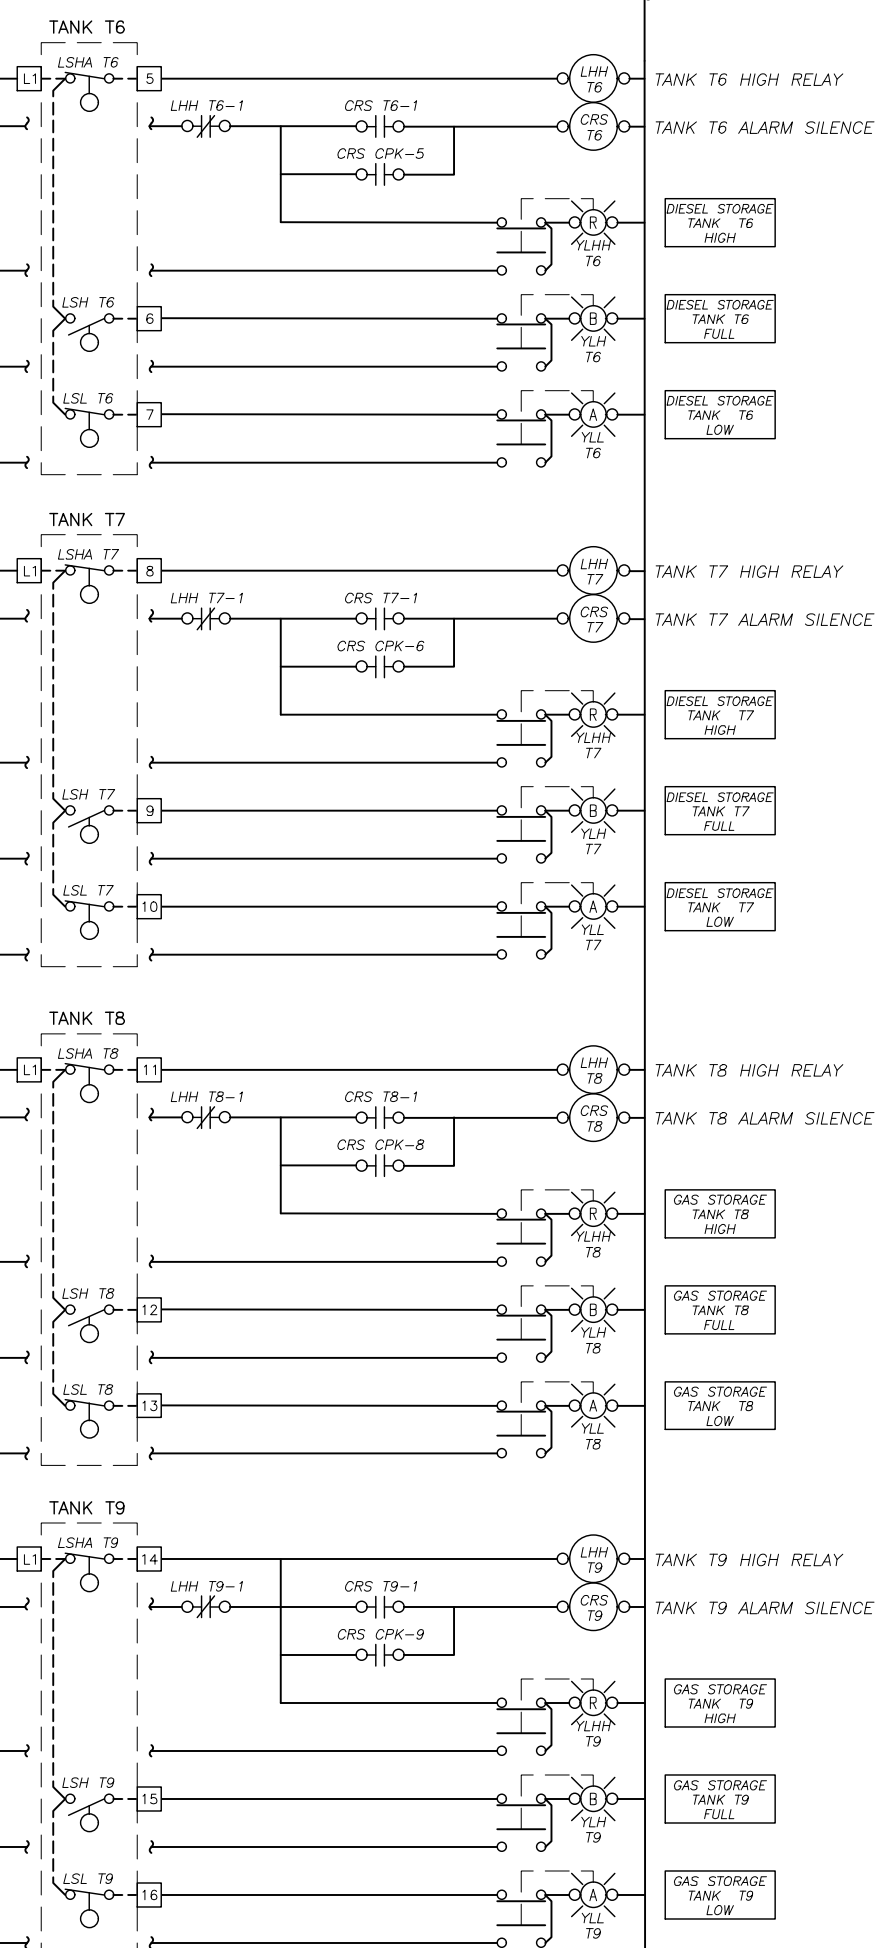 TANK T6
LSHA T6
L1
5
LHH
T6
TANK T6 HIGH RELAY
LHH T6-1
CRS T6-1
CRS
T6
TANK T6 ALARM SILENCE
CRS CPK-5
R
YLHH
T6
DIESEL STORAGE
TANK T6
HIGH
LSH T6
6
B
YLH
T6
DIESEL STORAGE
TANK T6
FULL
LSL T6
7
A
YLL
T6
DIESEL STORAGE
TANK T6
LOW
TANK T7
LSHA T7
L1
8
LHH
T7
TANK T7 HIGH RELAY
LHH T7-1
CRS T7-1
CRS
T7
TANK T7 ALARM SILENCE
CRS CPK-6
R
YLHH
T7
DIESEL STORAGE
TANK T7
HIGH
LSH T7
9
B
YLH
T7
DIESEL STORAGE
TANK T7
FULL
LSL T7
10
A
YLL
T7
DIESEL STORAGE
TANK T7
LOW
TANK T8
LSHA T8
L1
11
LHH
T8
TANK T8 HIGH RELAY
LHH T8-1
CRS T8-1
CRS
T8
TANK T8 ALARM SILENCE
CRS CPK-8
R
YLHH
T8
GAS STORAGE
TANK T8
HIGH
LSH T8
12
B
YLH
T8
GAS STORAGE
TANK T8
FULL
LSL T8
13
A
YLL
T8
GAS STORAGE
TANK T8
LOW
TANK T9
LSHA T9
L1
14
LHH
T9
TANK T9 HIGH RELAY
LHH T9-1
CRS T9-1
CRS
T9
TANK T9 ALARM SILENCE
CRS CPK-9
R
YLHH
T9
GAS STORAGE
TANK T9
HIGH
LSH T9
15
B
YLH
T9
GAS STORAGE
TANK T9
FULL
LSL T9
16
A
YLL
T9
GAS STORAGE
TANK T9
LOW